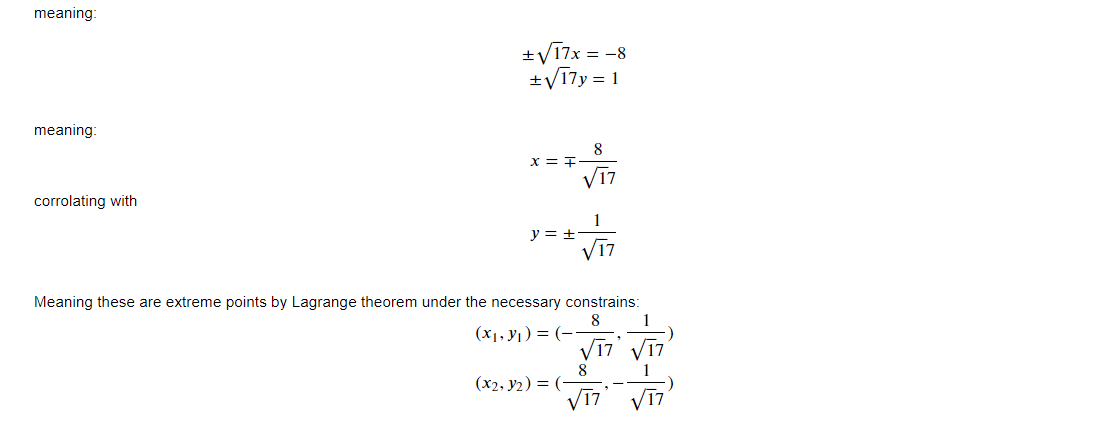 meaning:
±√17x = −8
±√17y = 1
meaning:
x = ∓ 8/√17
corrolating with
y = ± 1/√17
Meaning these are extreme points by Lagrange theorem under the necessary constrains:
(x₁, y₁) = (− 8/√17, 1/√17)
(x₂, y₂) = (8/√17, − 1/√17)